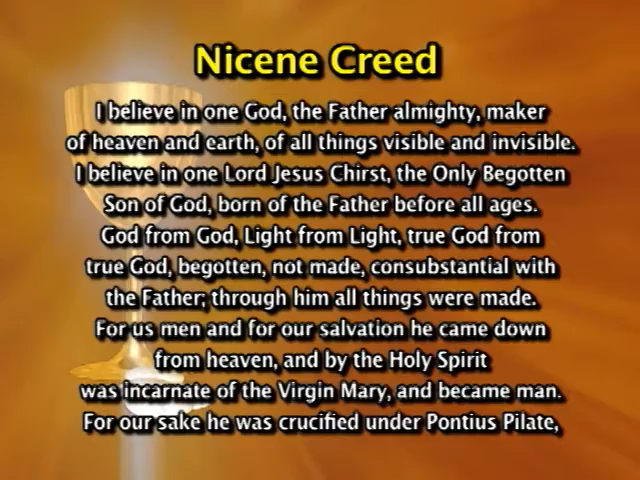 Nicene Creed
I believe in one God, the Father almighty, maker
of heaven and earth, of all things visible and invisible.
I believe in one Lord Jesus Chirst, the Only Begotten
Son of God, born of the Father before all ages.
God from God, Light from Light, true God from
true God, begotten, not made, consubstantial with
the Father; through him all things were made.
For us men and for our salvation he came down
from heaven, and by the Holy Spirit
was incarnate of the Virgin Mary, and became man.
For our sake he was crucified under Pontius Pilate,